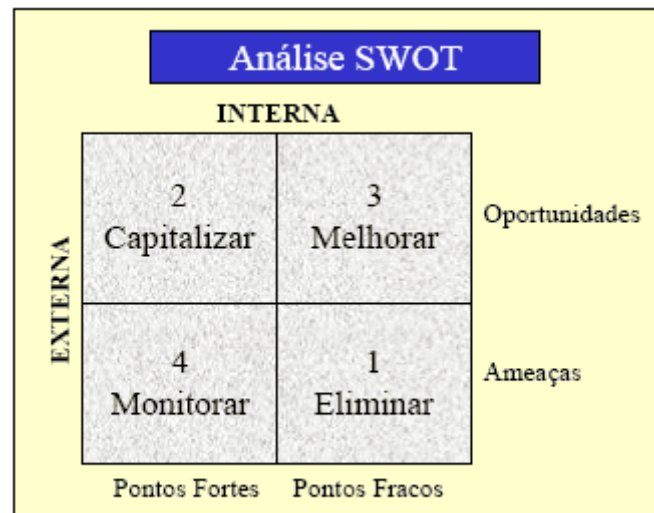 Análise SWOT
INTERNA
EXTERNA
2
Capitalizar
3
Melhorar
Oportunidades
4
Monitorar
1
Eliminar
Ameaças
Pontos Fortes
Pontos Fracos